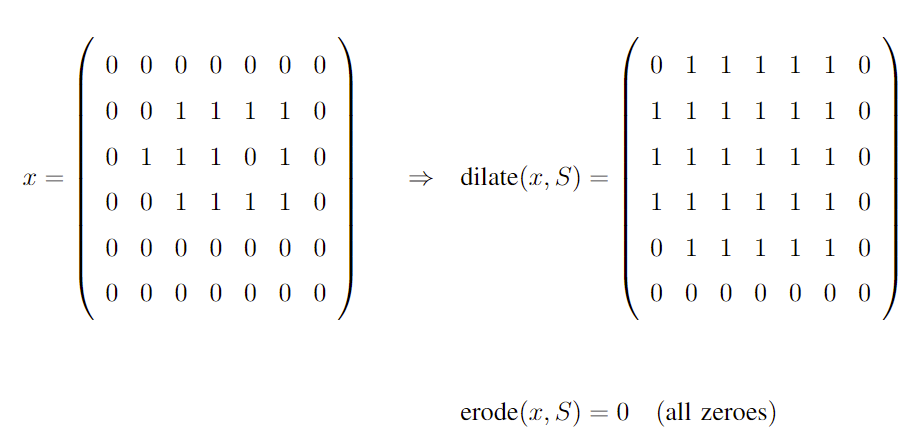 0 0 0 0 0 0 0 0 1 1 1 1 1 0
0 0 1 1 1 1 0 1 1 1 1 1 1 0
0 1 1 1 0 1 0 1 1 1 1 1 1 0
x = ⇒ dilate(x, S) =
0 0 1 1 1 1 0 1 1 1 1 1 1 0
0 0 0 0 0 0 0 0 1 1 1 1 1 0
0 0 0 0 0 0 0 0 0 0 0 0 0 0
erode(x, S) = 0 (all zeroes)